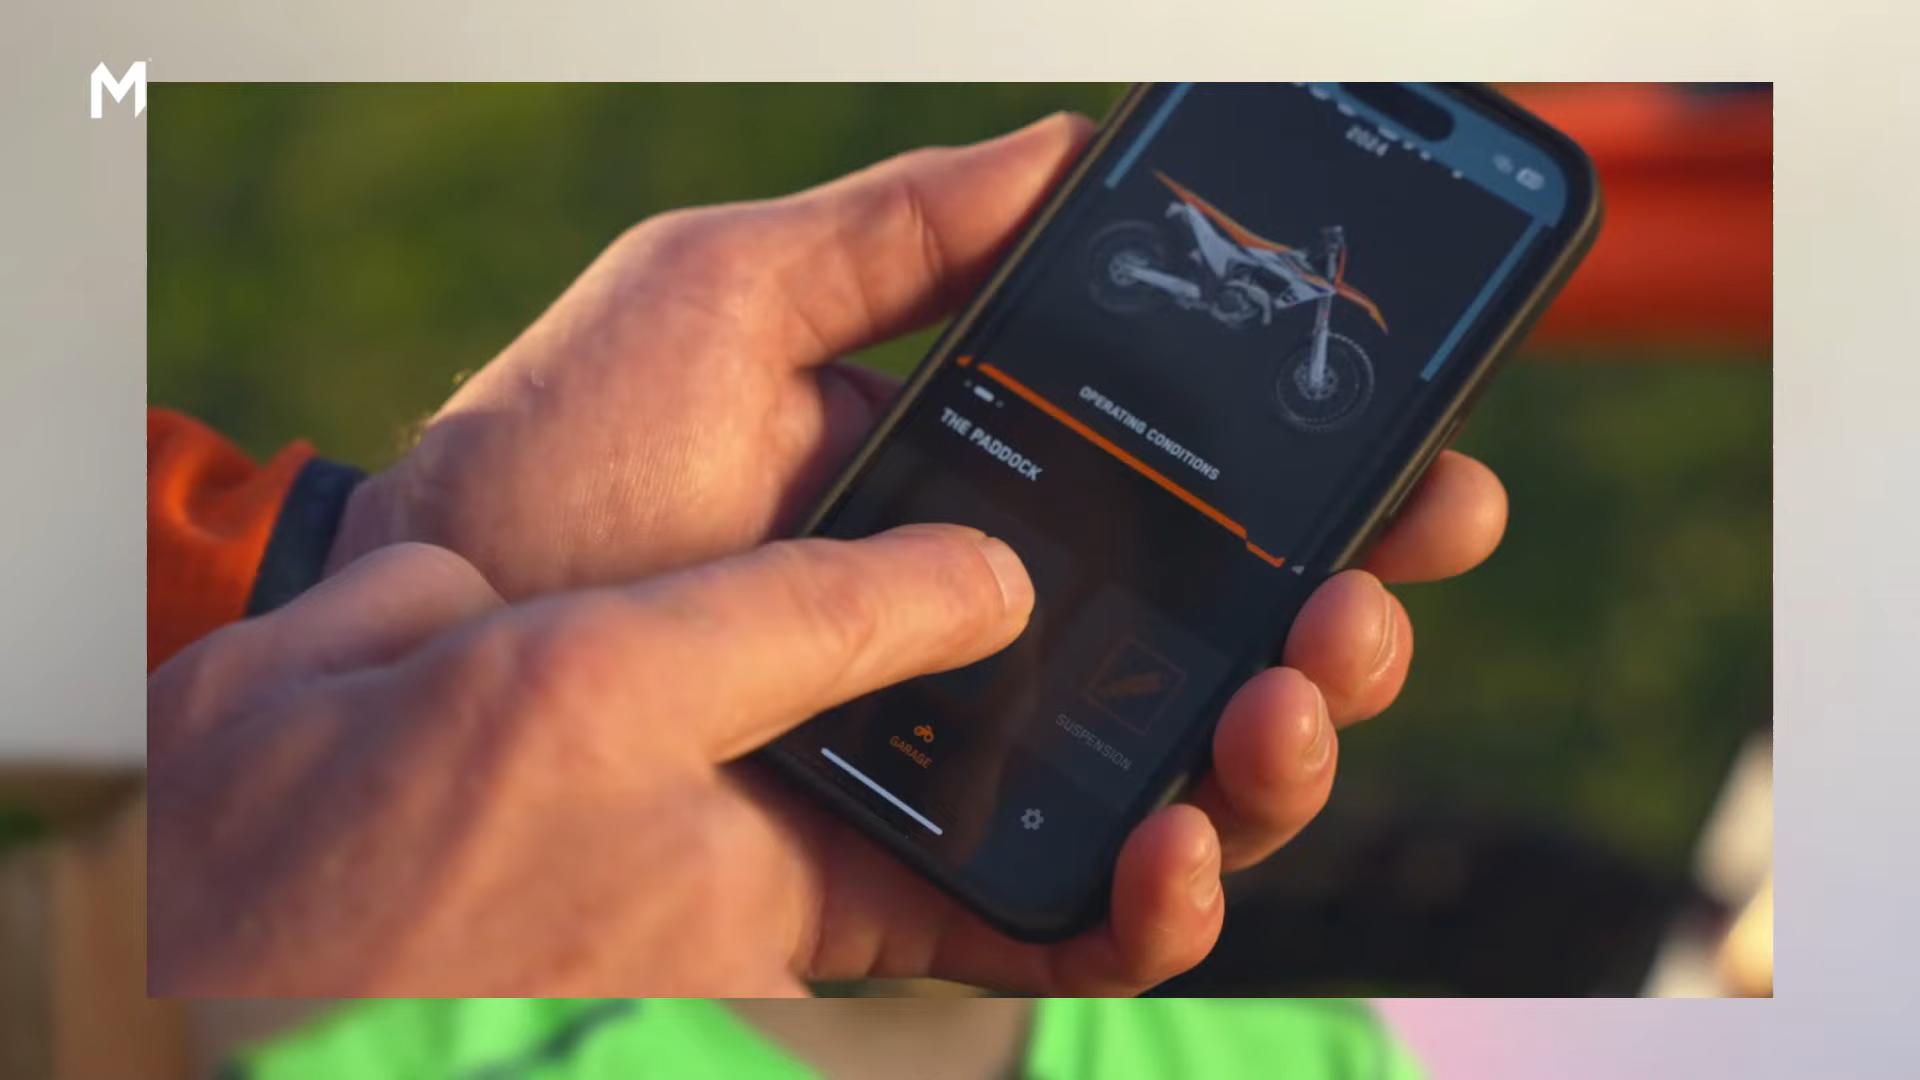 M
2024
OPERATING CONDITIONS
THE PADDOCK
SUSPENSION
GARAGE